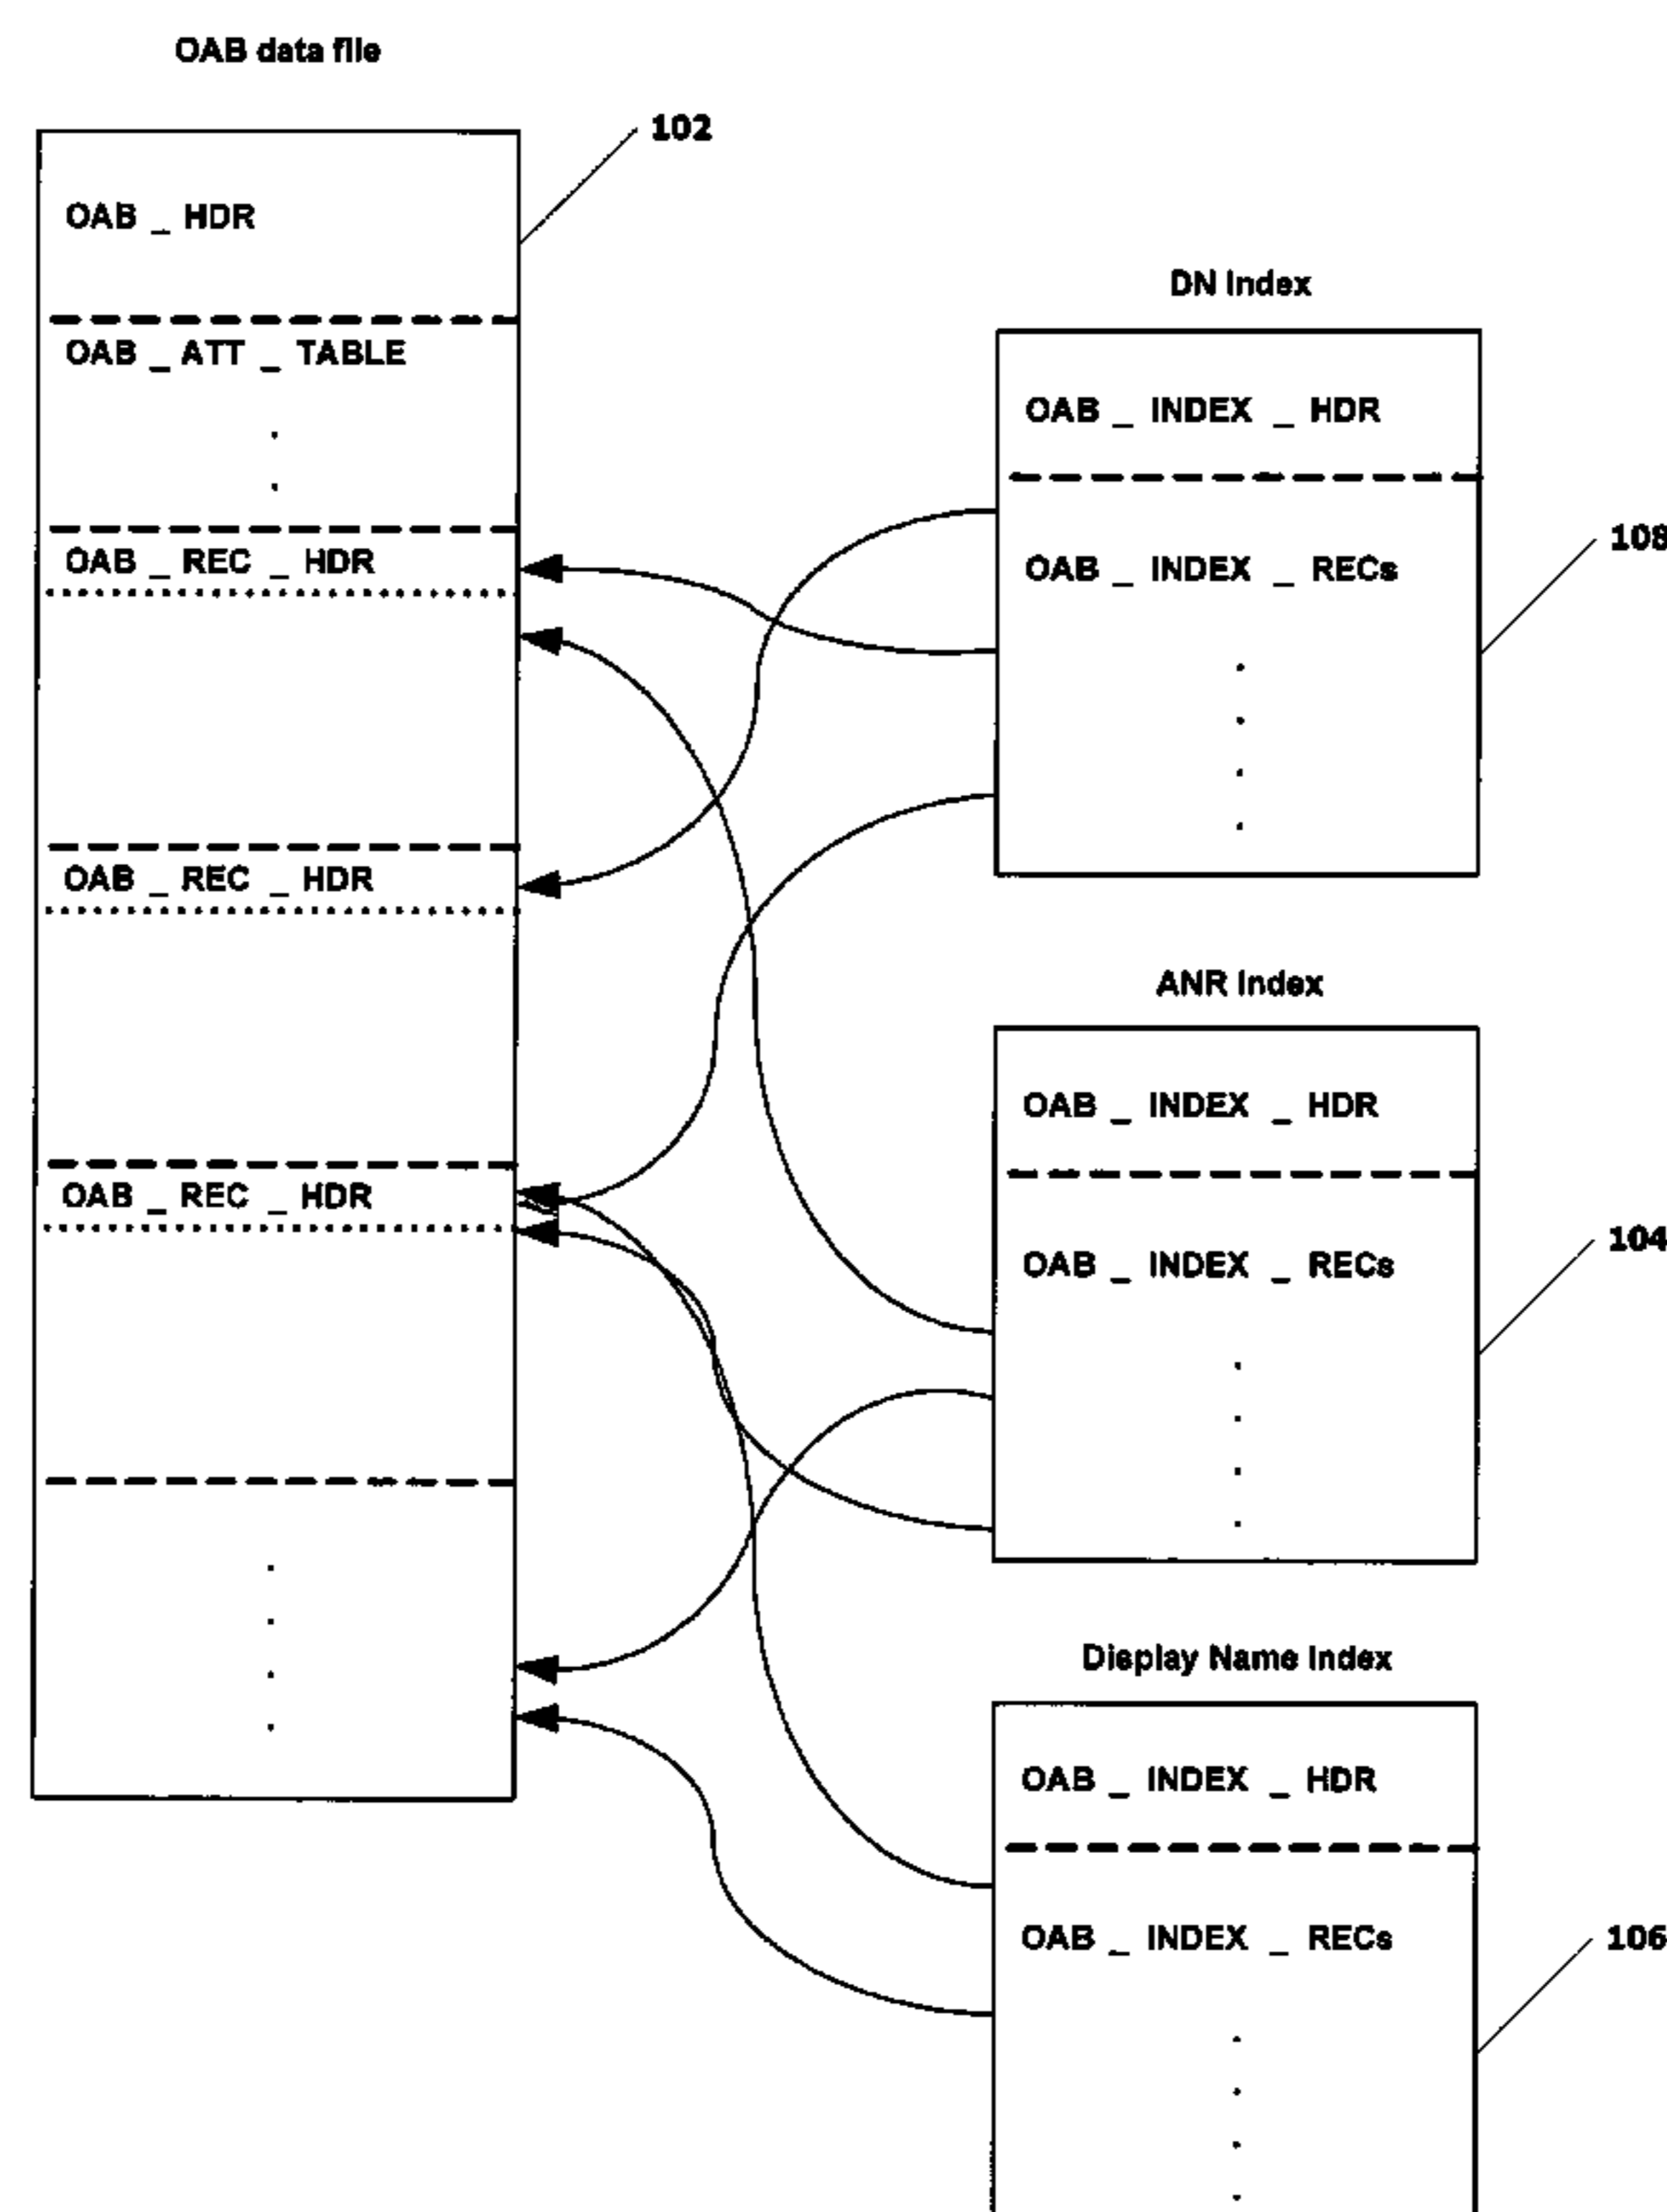 OAB data file
102
OAB _ HDR
OAB _ ATT _ TABLE
OAB _ REC _ HDR
OAB _ REC _ HDR
OAB _ REC _ HDR
DN Index
OAB _ INDEX _ HDR
OAB _ INDEX _ RECs
108
ANR Index
OAB _ INDEX _ HDR
OAB _ INDEX _ RECs
104
Display Name Index
OAB _ INDEX _ HDR
OAB _ INDEX _ RECs
106